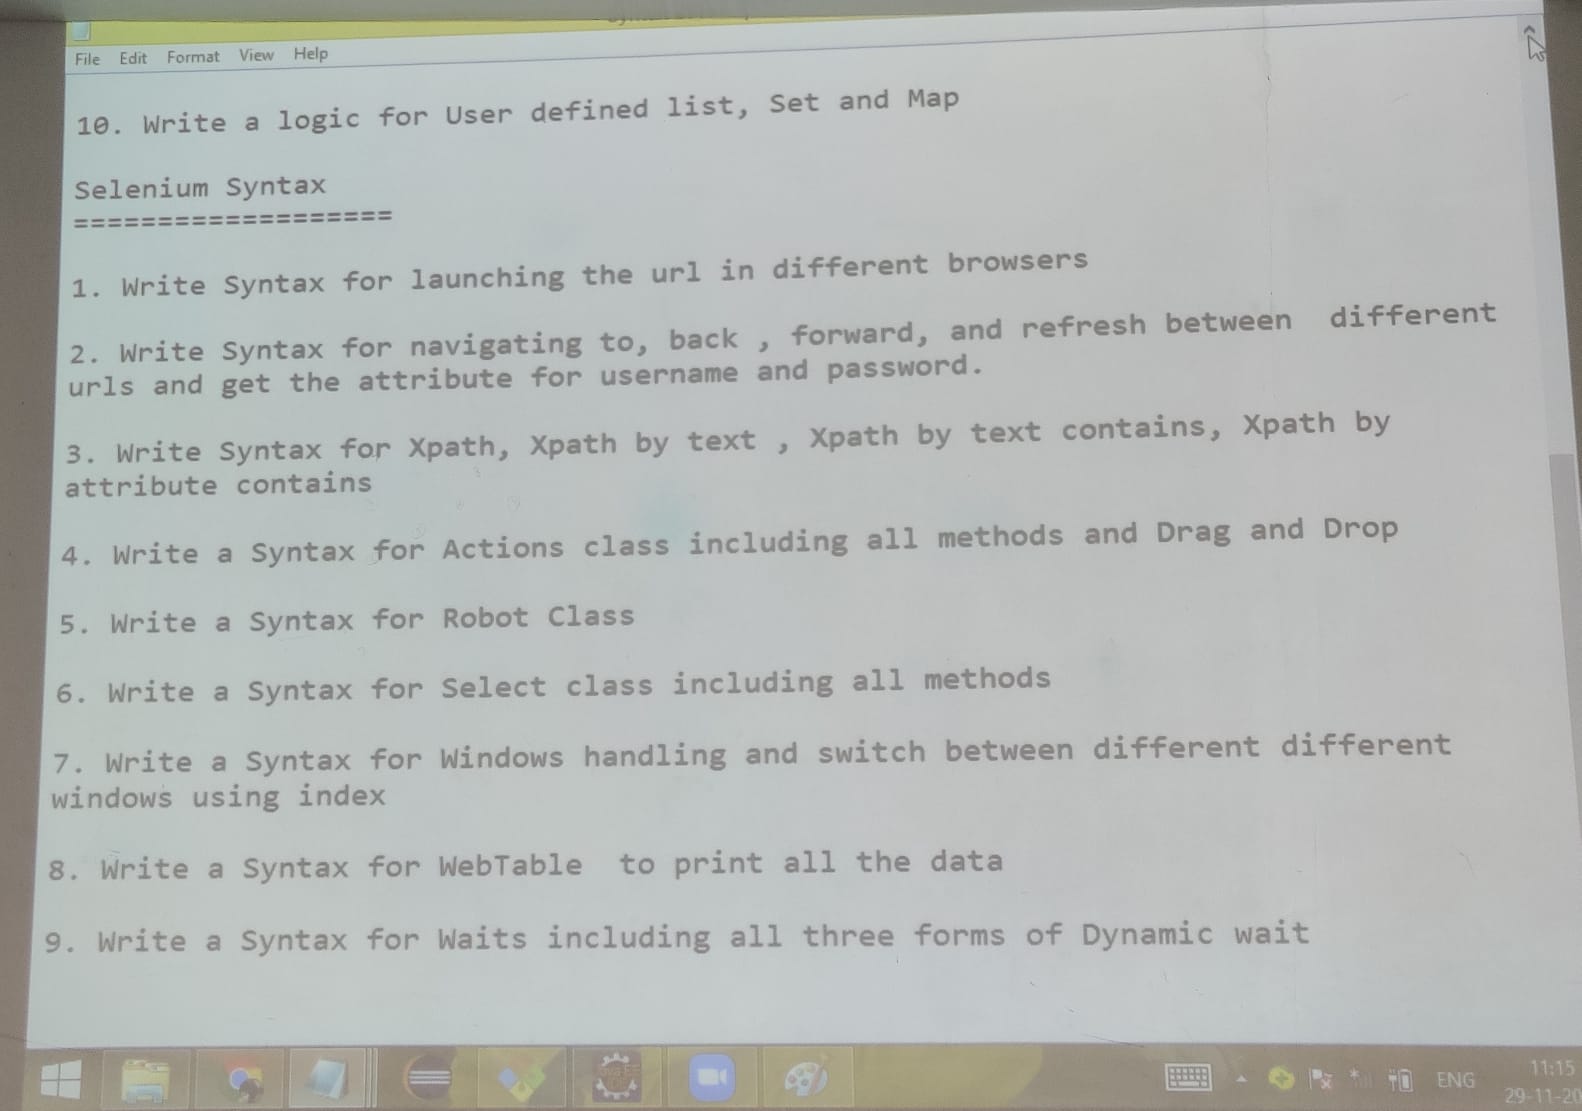 File Edit Format View Help
10. Write a logic for User defined list, Set and Map
Selenium Syntax
===================
1. Write Syntax for launching the url in different browsers
2. Write Syntax for navigating to, back , forward, and refresh between  different
urls and get the attribute for username and password.
3. Write Syntax for Xpath, Xpath by text , Xpath by text contains, Xpath by
attribute contains
4. Write a Syntax for Actions class including all methods and Drag and Drop
5. Write a Syntax for Robot Class
6. Write a Syntax for Select class including all methods
7. Write a Syntax for Windows handling and switch between different different
windows using index
8. Write a Syntax for WebTable  to print all the data
9. Write a Syntax for Waits including all three forms of Dynamic wait
ENG
11:15
29-11-20